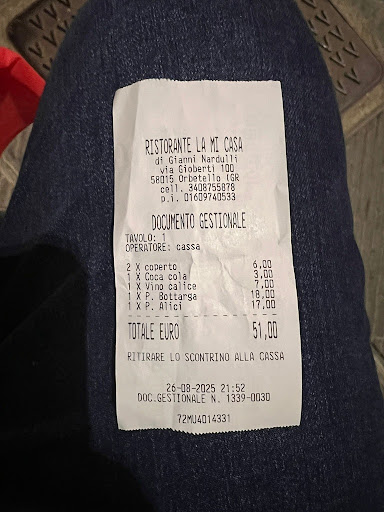 RISTORANTE LA MI CASA
di Gianni Nardulli
via Gioberti 100
58015 Orbetello (GR
cell. 3408755878
p.i. 01609740533
DOCUMENTO GESTIONALE
TAVOLO: 1
OPERATORE: cassa
2 X coperto 6,00
1 X Coca cola 3,00
1 X Vino calice 7,00
1 X P. Bottarga 18,00
1 X P. Alici 17,00
TOTALE EURO 51,00
RITIRARE LO SCONTRINO ALLA CASSA
26-08-2025 21:52
DOC.GESTIONALE N. 1339-0030
72MU4014331